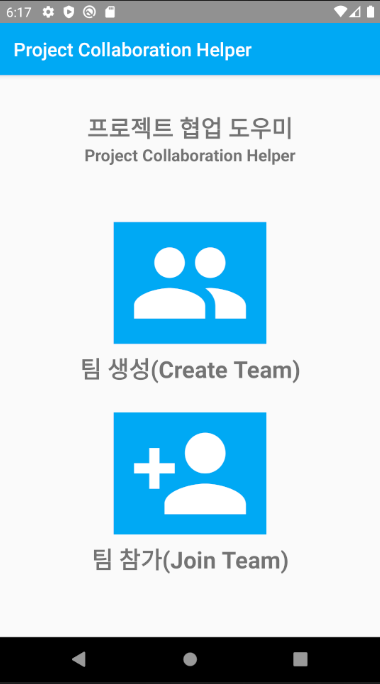 6:17
Project Collaboration Helper
프로젝트 협업 도우미
Project Collaboration Helper
팀 생성(Create Team)
팀 참가(Join Team)